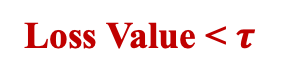 Loss Value < τ